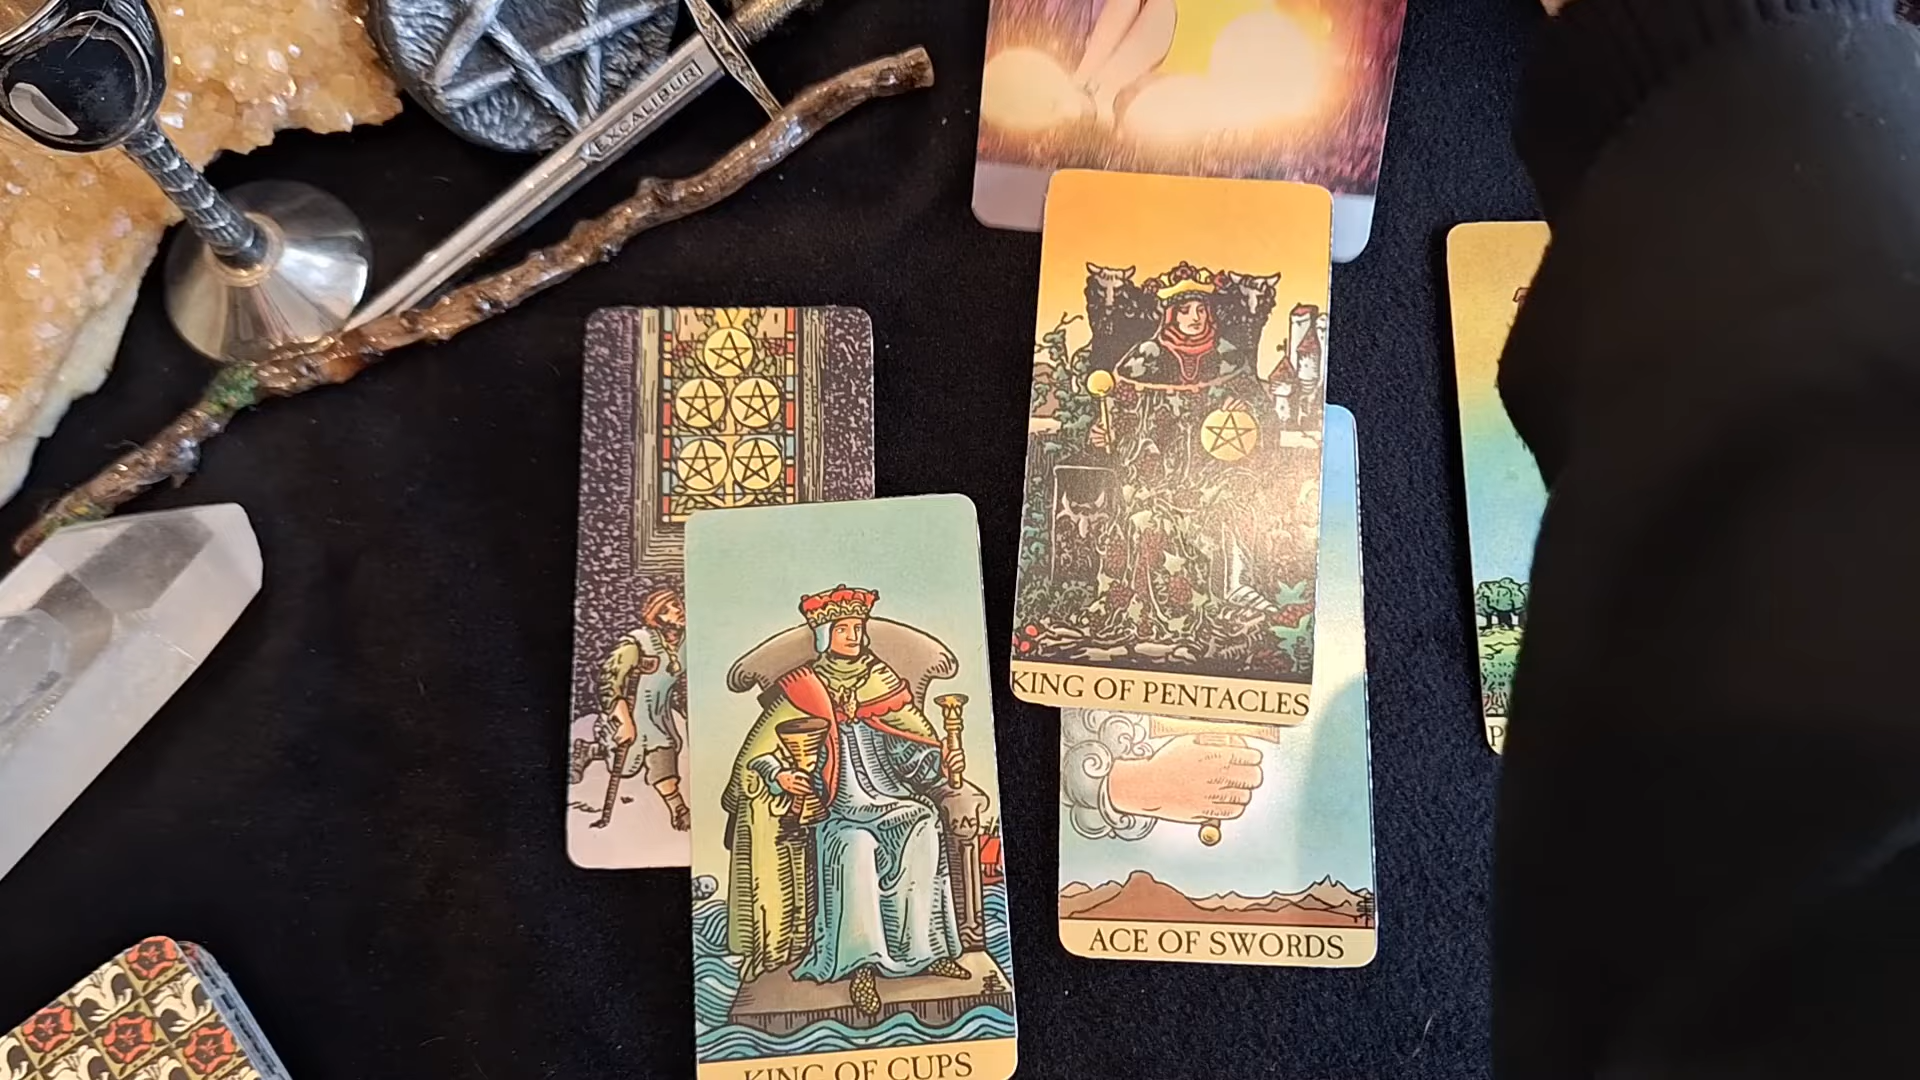 EXCALIBUR
KING OF PENTACLES
P
ACE OF SWORDS
KING OF CUPS